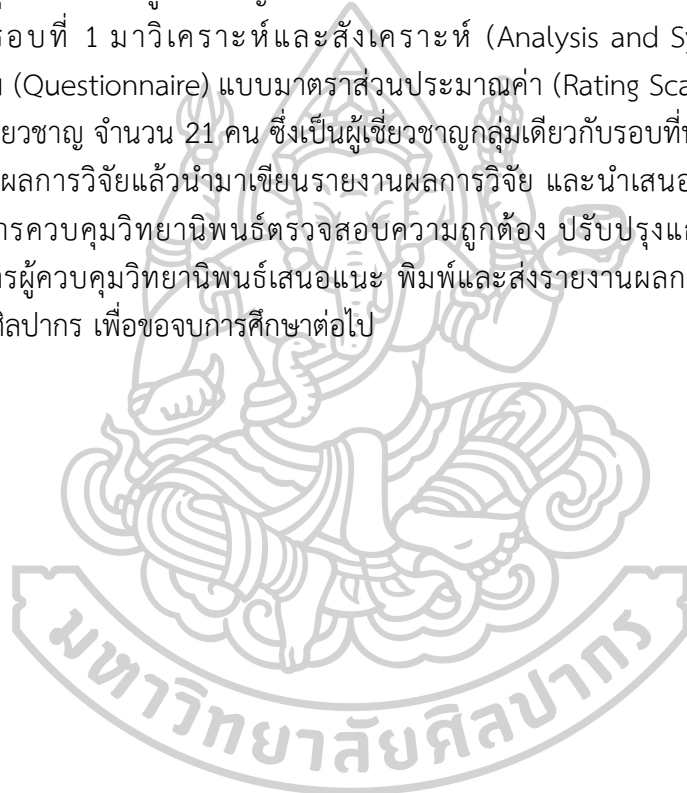 รอบที่ 1 มาวิเคราะห์และสังเคราะห์ (Analysis and
(Questionnaire) แบบมาตราส่วนประมาณค่า (Rating
จำนวน 21 คน ซึ่งเป็นผู้เชี่ยวชาญกลุ่มเดียวกับรอบที่
ผลการวิจัยแล้วนำมาเขียนรายงานผลการวิจัย และนำเสนอ
ควบคุมวิทยานิพนธ์ตรวจสอบความถูกต้อง ปรับปรุง
ผู้ควบคุมวิทยานิพนธ์เสนอแนะ พิมพ์และส่งรายงานผล
ศิลปากร เพื่อขอจบการศึกษาต่อไป
มหาวิทยาลัยศิลปากร